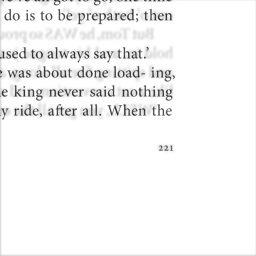 do is to be prepared; then
used to always say that.’
was about done load- ing,
king never said nothing
ride, after all. When the
221